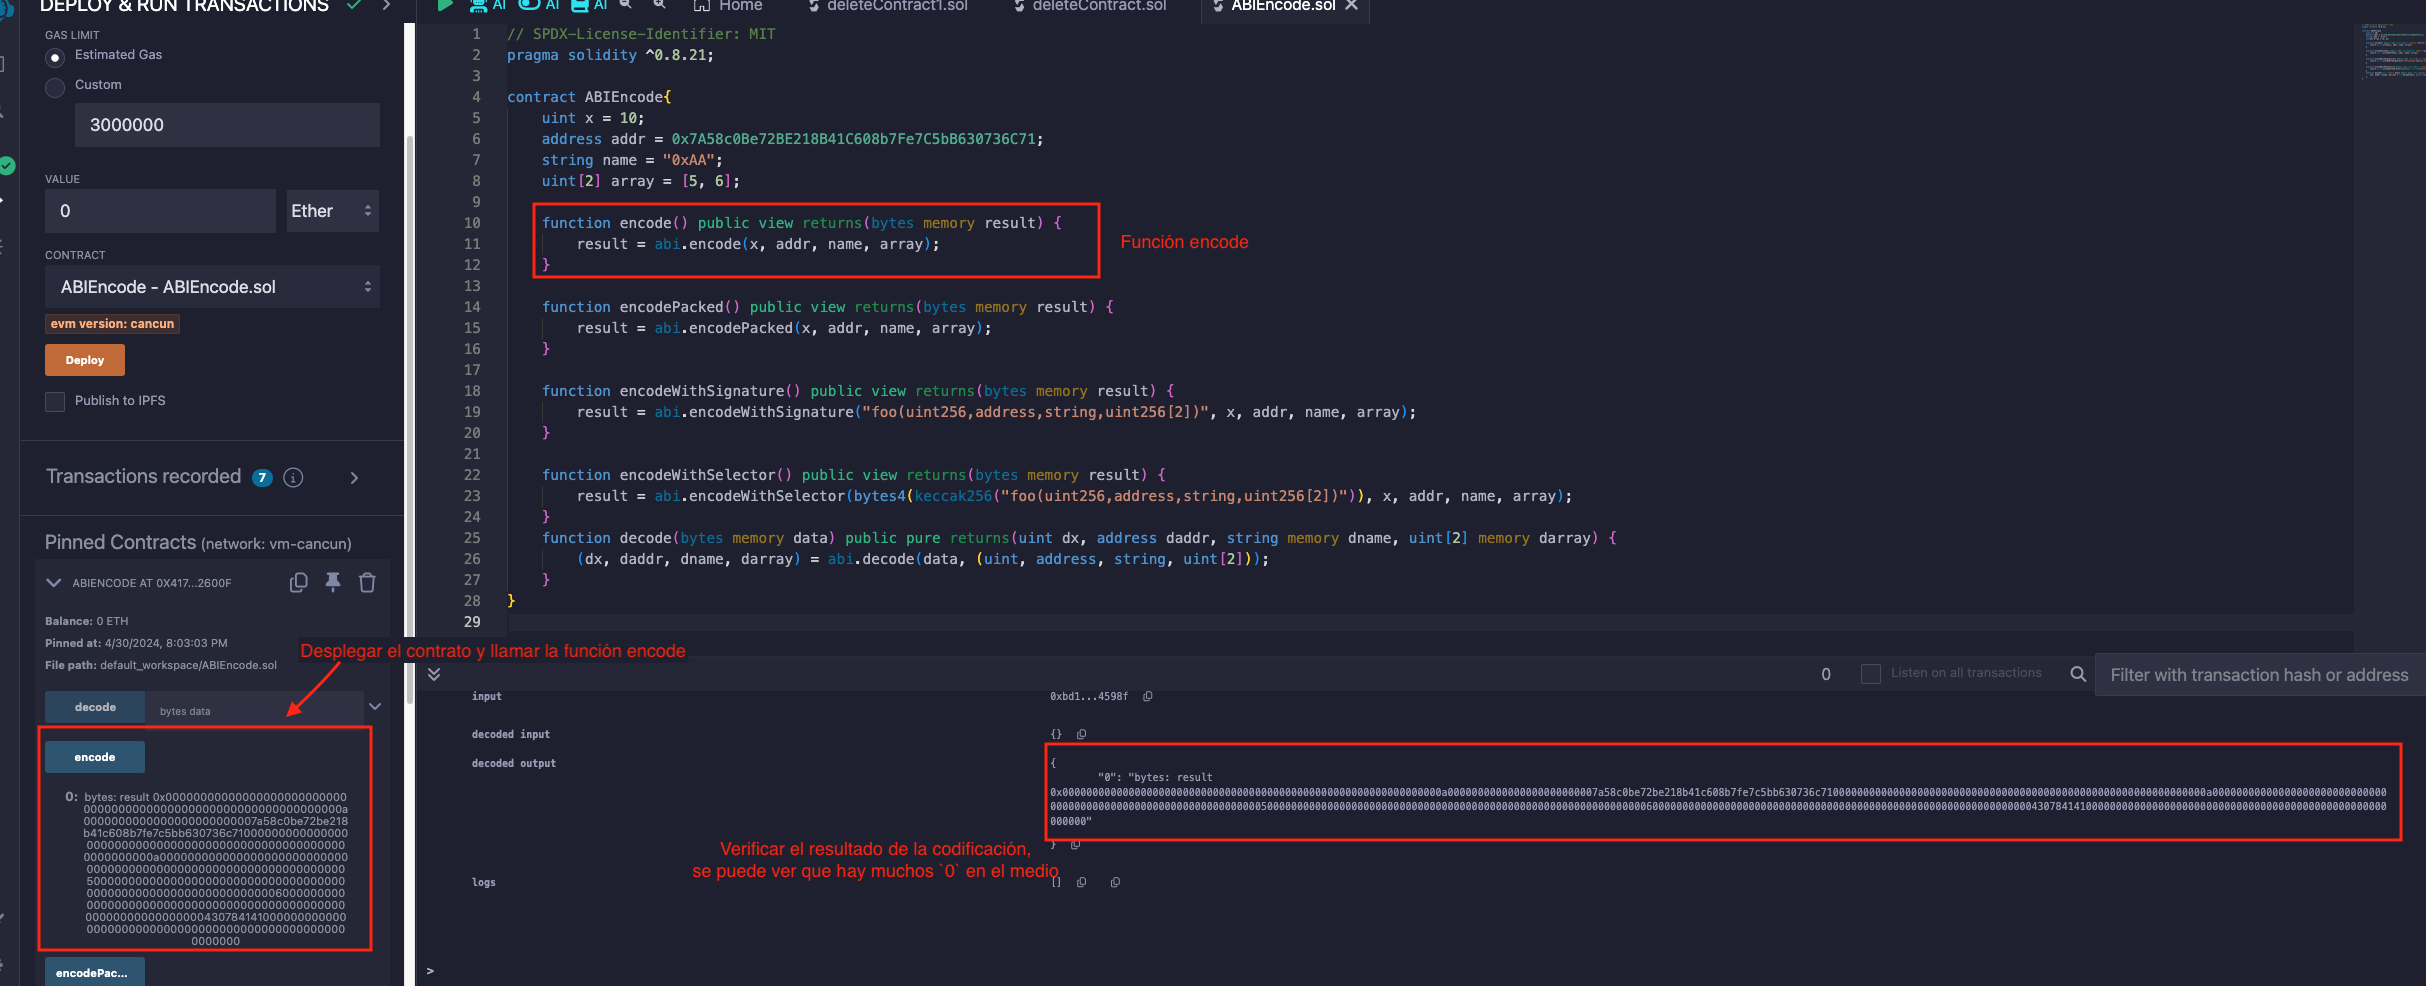 DEPLOY & RUN TRANSACTIONS
GAS LIMIT
Estimated Gas
Custom
3000000
VALUE
0
Ether
CONTRACT
ABIEncode - ABIEncode.sol
evm version: cancun
Deploy
Publish to IPFS
Transactions recorded 7 i
Pinned Contracts (network: vm-cancun)
ABIENCODE AT 0X417...2600F
Balance: 0 ETH
Pinned at: 4/30/2024, 8:03:03 PM
File path: default_workspace/ABIEncode.sol
Desplegar el contrato y llamar la función encode
decode
bytes data
encode
0: bytes: result
b41c608b7fe7c5bb630736c71000000000000000
0000000
encodePac...
AI AI AI Home deleteContract1.sol deleteContract.sol ABIEncode.sol
1 // SPDX-License-Identifier: MIT
2 pragma solidity ^0.8.21;
3
4 contract ABIEncode{
5 uint x = 10;
6 address addr = 0x7A58c0Be72BE218B41C608b7Fe7C5bB630736C71;
7 string name = "0xAA";
8 uint[2] array = [5, 6];
9
10 function encode() public view returns(bytes memory result) {
11 result = abi.encode(x, addr, name, array);
12 }
Función encode
13
14 function encodePacked() public view returns(bytes memory result) {
15 result = abi.encodePacked(x, addr, name, array);
16 }
17
18 function encodeWithSignature() public view returns(bytes memory result) {
19 result = abi.encodeWithSignature("foo(uint256,address,string,uint256[2])", x, addr, name, array);
20 }
21
22 function encodeWithSelector() public view returns(bytes memory result) {
23 result = abi.encodeWithSelector(bytes4(keccak256("foo(uint256,address,string,uint256[2])")), x, addr, name, array);
24 }
25 function decode(bytes memory data) public pure returns(uint dx, address daddr, string memory dname, uint[2] memory darray) {
26 (dx, daddr, dname, darray) = abi.decode(data, (uint, address, string, uint[2]));
27 }
28 }
29
0
Listen on all transactions
Filter with transaction hash or address
input 0xbd1...4598f
decoded input {}
decoded output {
"0": "bytes: result
000000"
}
Verificar el resultado de la codificación,
se puede ver que hay muchos `0` en el medio
logs []
>